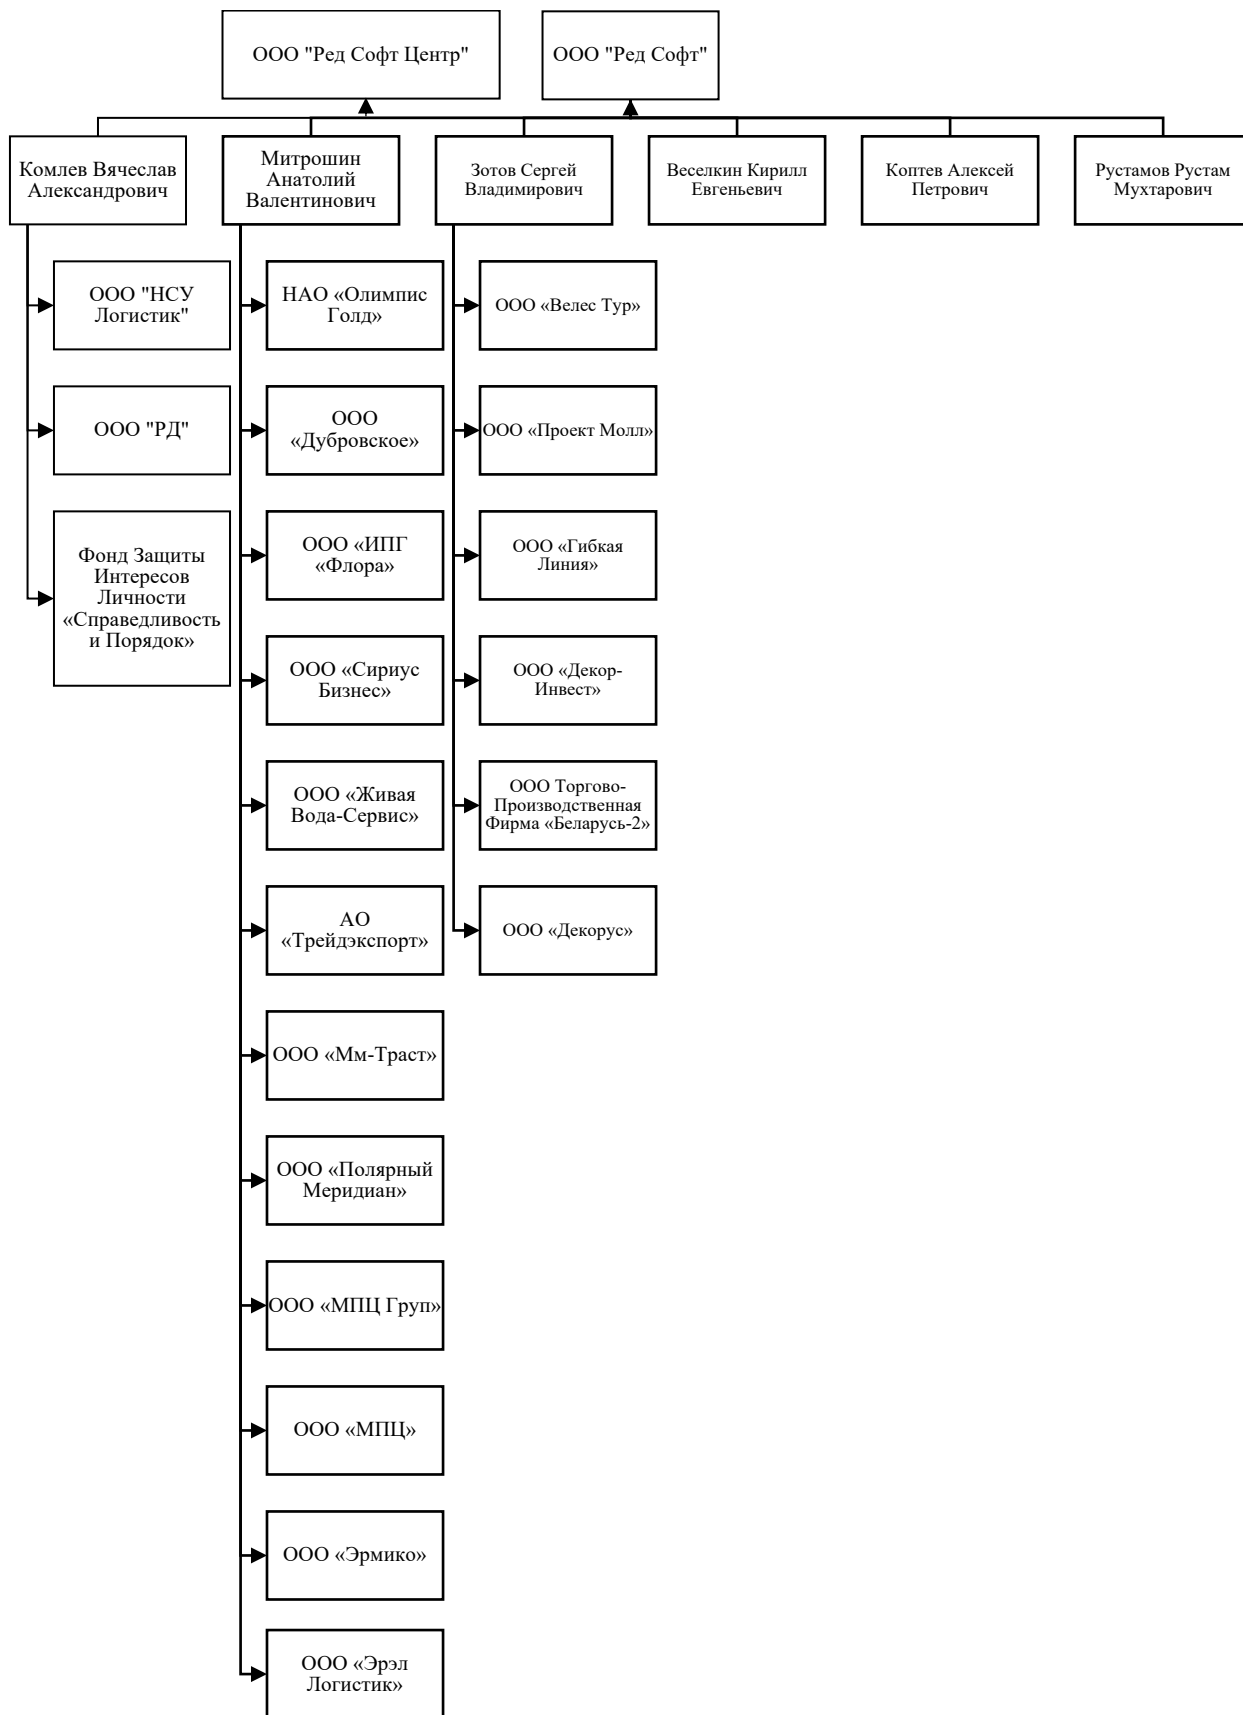 ООО "Ред Софт Центр"
ООО "Ред Софт"
Комлев Вячеслав
Александрович
Митрошин
Анатолий
Валентинович
Зотов Сергей
Владимирович
Веселкин Кирилл
Евгеньевич
Коптев Алексей
Петрович
Рустамов Рустам
Мухтарович
ООО "НСУ
Логистик"
ООО "РД"
Фонд Защиты
Интересов
Личности
«Справедливость
и Порядок»
НАО «Олимпис
Голд»
ООО
«Дубровское»
ООО «ИПГ
«Флора»
ООО «Сириус
Бизнес»
ООО «Живая
Вода-Сервис»
АО
«Трейдэкспорт»
ООО «Мм-Траст»
ООО «Полярный
Меридиан»
ООО «МПЦ Груп»
ООО «МПЦ»
ООО «Эрмико»
ООО «Эрэл
Логистик»
ООО «Велес Тур»
ООО «Проект Молл»
ООО «Гибкая
Линия»
ООО «Декор-
Инвест»
ООО Торгово-
Производственная
Фирма «Беларусь-2»
ООО «Декорус»